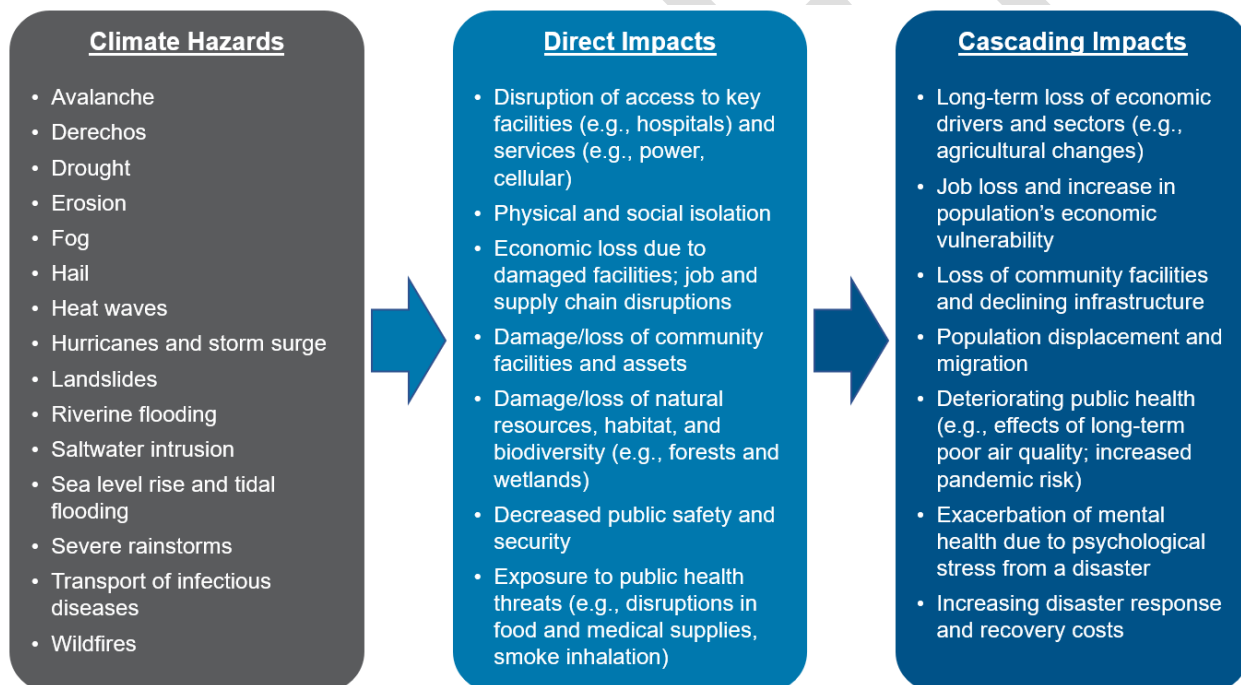 Climate Hazards
• Avalanche
• Derechos
• Drought
• Erosion
• Fog
• Hail
• Heat waves
• Hurricanes and storm surge
• Landslides
• Riverine flooding
• Saltwater intrusion
• Sea level rise and tidal
flooding
• Severe rainstorms
• Transport of infectious
diseases
• Wildfires
Direct Impacts
• Disruption of access to key
facilities (e.g., hospitals) and
services (e.g., power,
cellular)
• Physical and social isolation
• Economic loss due to
damaged facilities; job and
supply chain disruptions
• Damage/loss of community
facilities and assets
• Damage/loss of natural
resources, habitat, and
biodiversity (e.g., forests and
wetlands)
• Decreased public safety and
security
• Exposure to public health
threats (e.g., disruptions in
food and medical supplies,
smoke inhalation)
Cascading Impacts
• Long-term loss of economic
drivers and sectors (e.g.,
agricultural changes)
• Job loss and increase in
population's economic
vulnerability
• Loss of community facilities
and declining infrastructure
• Population displacement and
migration
• Deteriorating public health
(e.g., effects of long-term
poor air quality; increased
pandemic risk)
• Exacerbation of mental
health due to psychological
stress from a disaster
• Increasing disaster response
and recovery costs